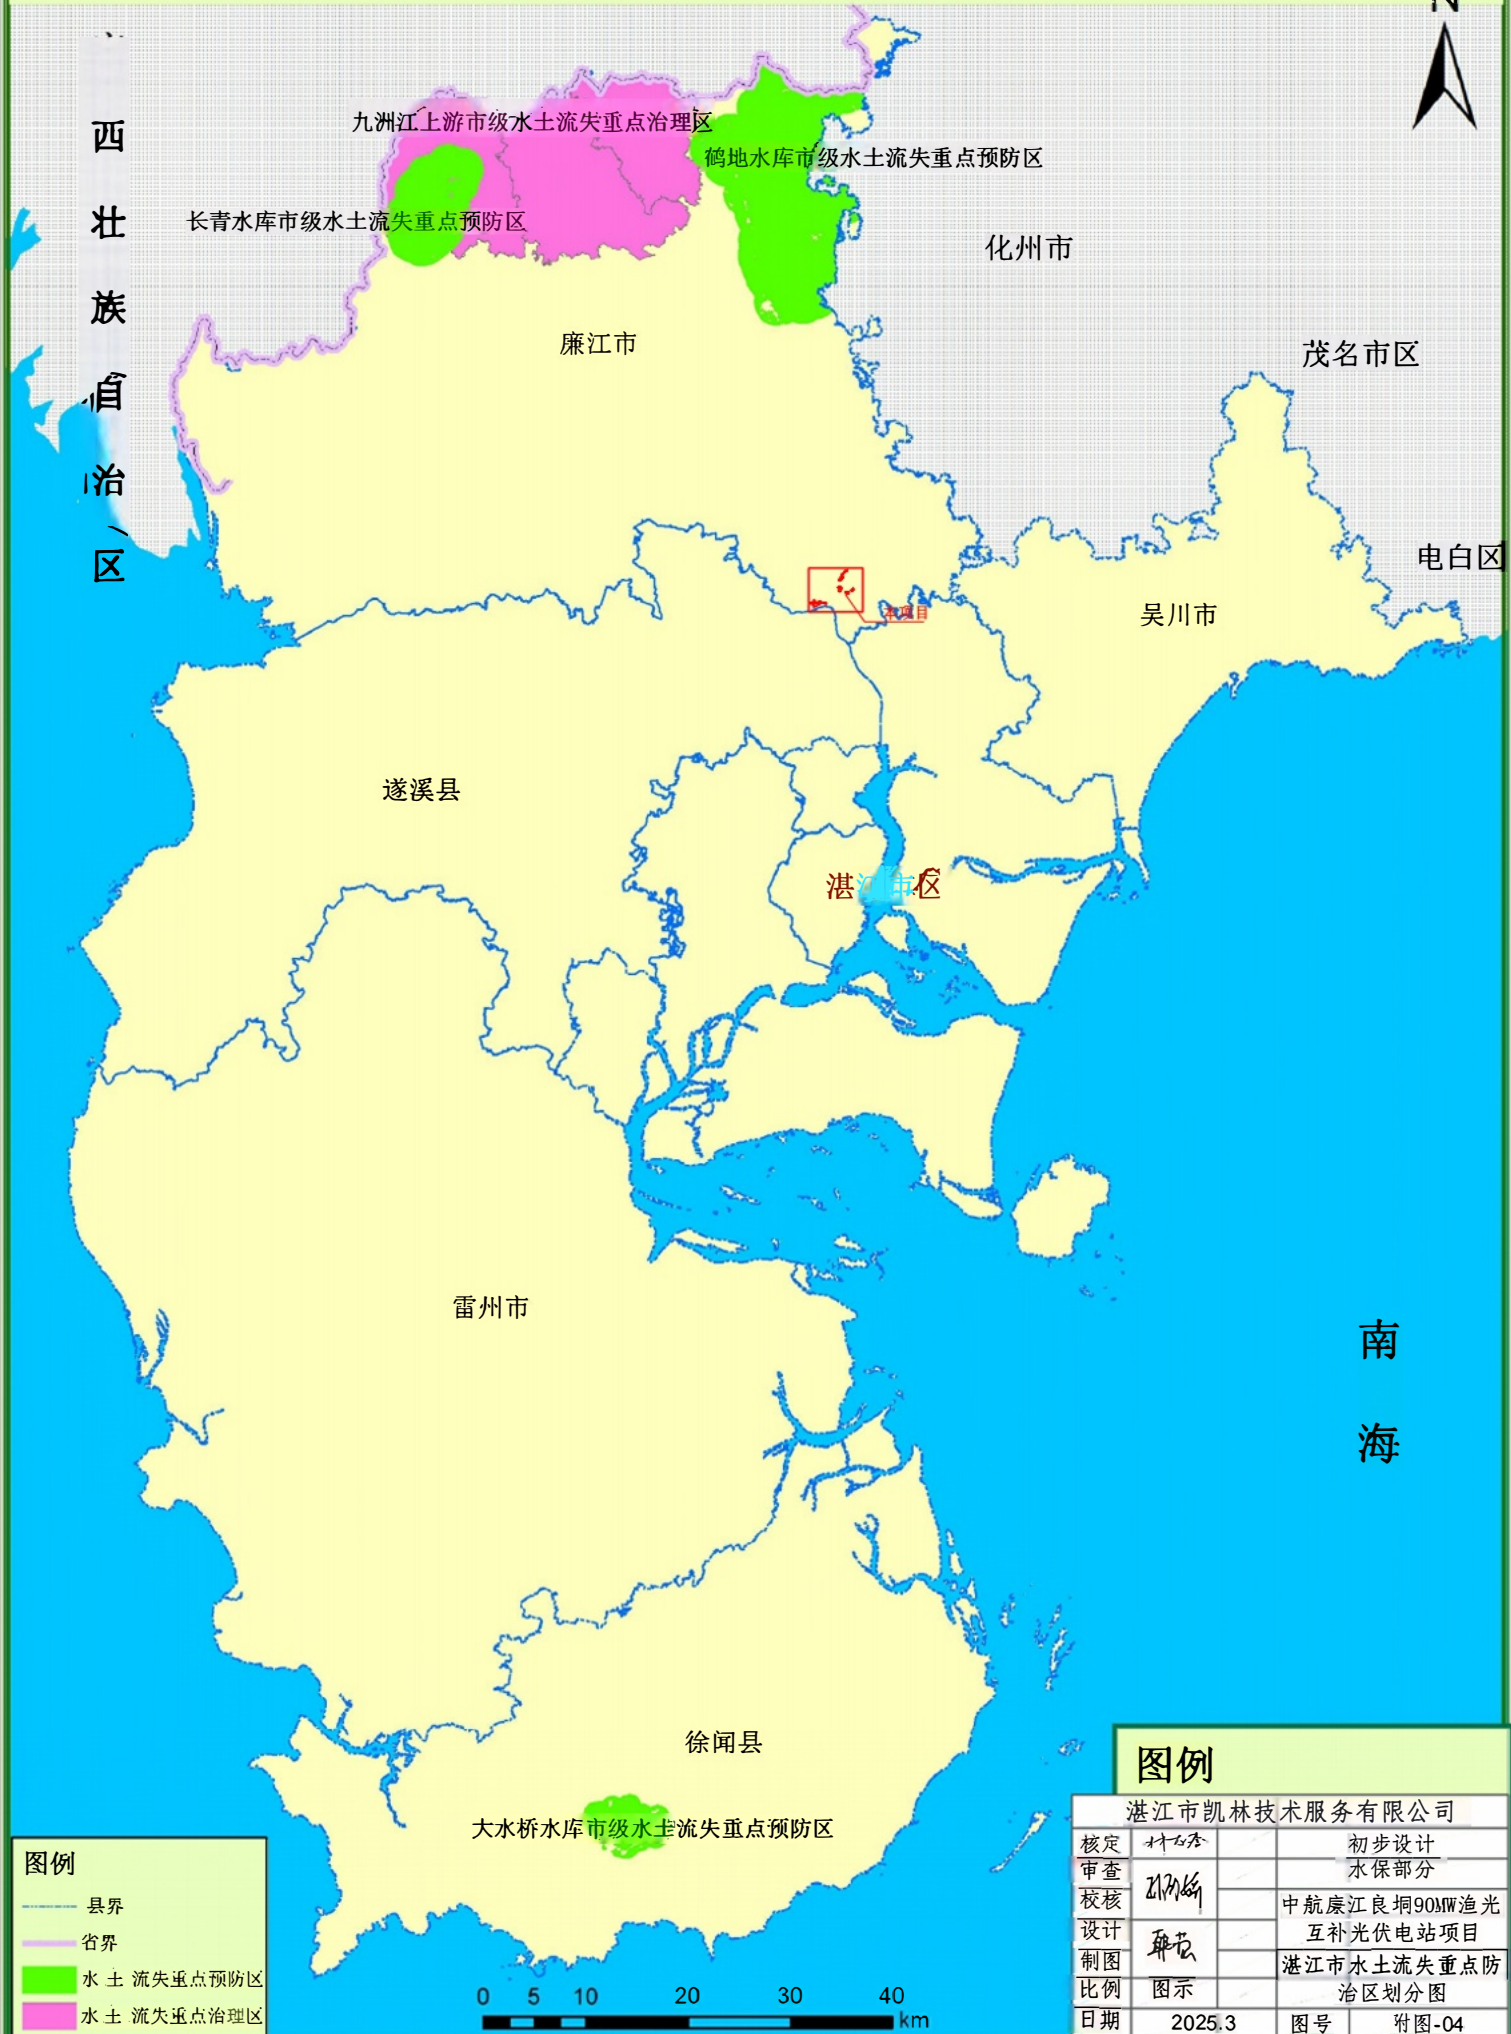 N
西壮族自治区
九洲江上游市级水土流失重点治理区
鹤地水库市级水土流失重点预防区
长青水库市级水土流失重点预防区
化州市
廉江市
茂名市区
电白区
吴川市
本项目
遂溪县
湛江市区
雷州市
南海
徐闻县
大水桥水库市级水土流失重点预防区
图例
县界
省界
水土流失重点预防区
水土流失重点治理区
0 5 10 20 30 40
km
图例
湛江市凯林技术服务有限公司
核定 初步设计
审查 水保部分
校核 中航廉江良垌90MW渔光
设计 互补光伏电站项目
制图 湛江市水土流失重点防
比例 图示 治区划分图
日期 2025.3 图号 附图-04